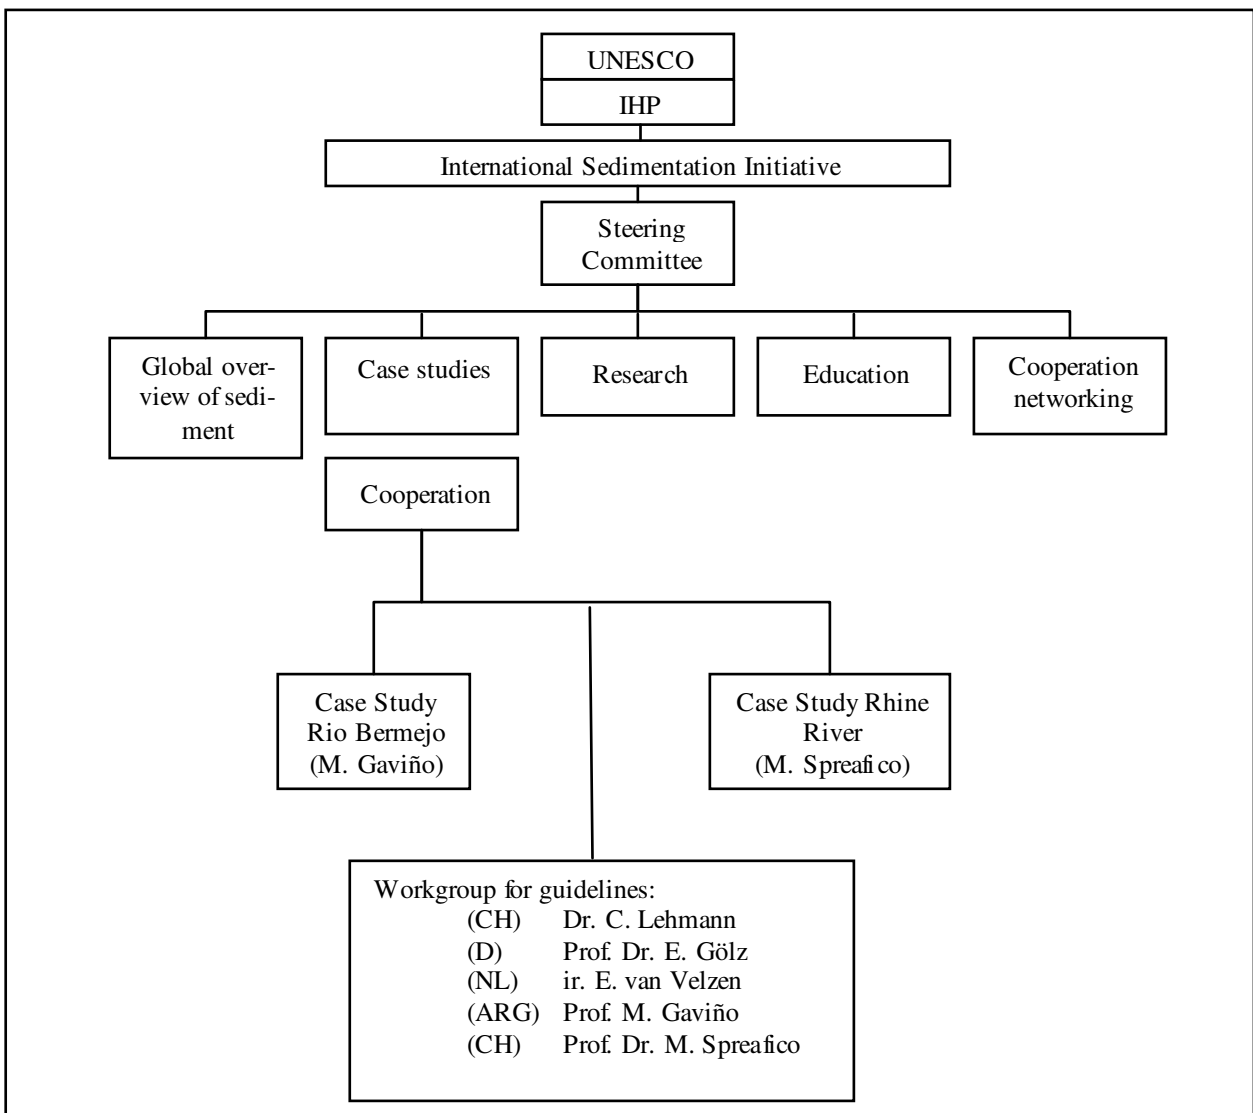 UNESCO
IHP
International Sedimentation Initiative
Steering
Committee
Global over-
view of sedi-
ment
Case studies
Research
Education
Cooperation
networking
Cooperation
Case Study
Rio Bermejo
(M. Gaviño)
Case Study Rhine
River
(M. Spreafico)
Workgroup for guidelines:
(CH) Dr. C. Lehmann
(D) Prof. Dr. E. Gölz
(NL) ir. E. van Velzen
(ARG) Prof. M. Gaviño
(CH) Prof. Dr. M. Spreafico